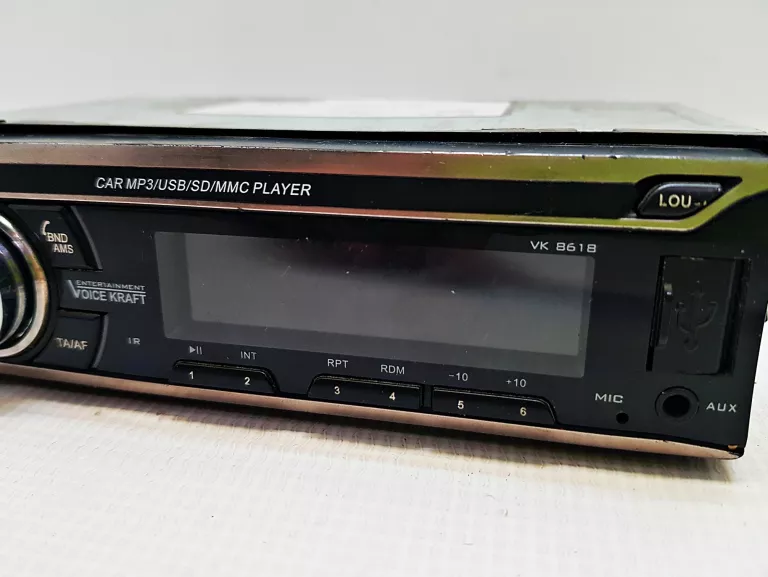 CAR MP3/USB/SD/MMC PLAYER
LOU
VK 8618
BND
AMS
ENTERTAINMENT
VOICE KRAFT
TA/AF
IR
INT
RPT
RDM
-10
+10
1
2
3
4
5
6
MIC
AUX